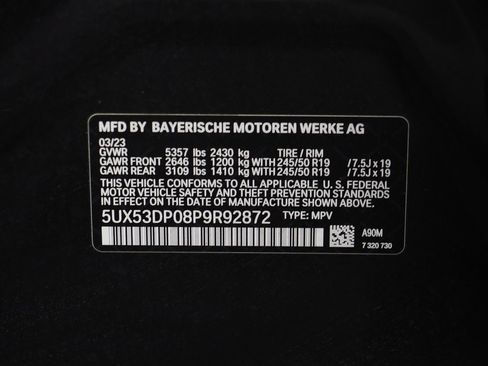 MFD BY BAYERISCHE MOTOREN WERKE AG
03/23
GVWR 5357 lbs 2430 kg TIRE / RIM
GAWR FRONT 2646 lbs 1200 kg WITH 245/50 R19 /7.5J x 19
GAWR REAR 3109 lbs 1410 kg WITH 245/50 R19 /7.5J x 19
THIS VEHICLE CONFORMS TO ALL APPLICABLE U. S. FEDERAL
MOTOR VEHICLE SAFETY AND THEFT PREVENTION STANDARDS
IN EFFECT ON THE DATE OF MANUFACTURE SHOWN ABOVE.
5UX53DP08P9R92872 TYPE: MPV
A90M
7 320 730